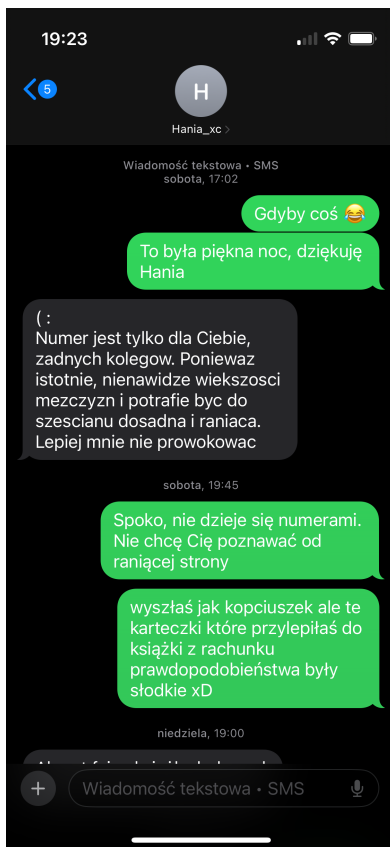 19:23
5
H
Hania_xc
Wiadomość tekstowa • SMS
sobota, 17:02
Gdyby coś 😂
To była piękna noc, dziękuję
Hania
( :
Numer jest tylko dla Ciebie,
zadnych kolegow. Poniewaz
istotnie, nienawidze wiekszosci
mezczyzn i potrafie byc do
szescianu dosadna i raniaca.
Lepiej mnie nie prowokowac
sobota, 19:45
Spoko, nie dzieje się numerami.
Nie chcę Cię poznawać od
raniącej strony
wyszłaś jak kopciuszek ale te
karteczki które przylepiłaś do
książki z rachunku
prawdopodobieństwa były
słodkie xD
niedziela, 19:00
Wiadomość tekstowa • SMS